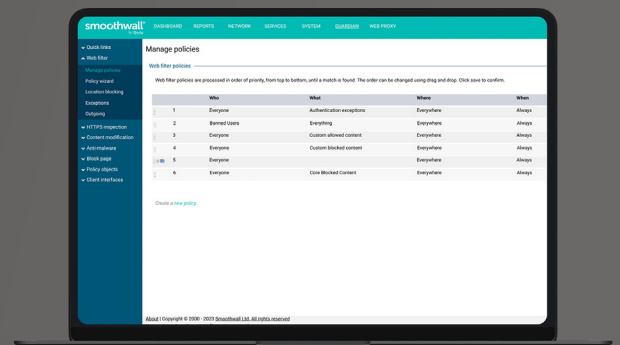 smoothwall
by Qoria
DASHBOARD REPORTS NETWORK SERVICES SYSTEM GUARDIAN WEB PROXY
Quick links
Web filter
Manage policies
Policy wizard
Location blocking
Exceptions
Outgoing
HTTPS inspection
Content modification
Anti-malware
Block page
Policy objects
Client interfaces
Manage policies
Web filter policies
Web filter policies are processed in order of priority, from top to bottom, until a match is found. The order can be changed using drag and drop. Click save to confirm.
Who What Where When
1 Everyone Authentication exceptions Everywhere Always
2 Banned Users Everything Everywhere Always
3 Everyone Custom allowed content Everywhere Always
4 Everyone Custom blocked content Everywhere Always
5 Everyone Everywhere Always
6 Everyone Core Blocked Content Everywhere Always
Create a new policy
About | Copyright © 2000 - 2023 Smoothwall Ltd. All rights reserved